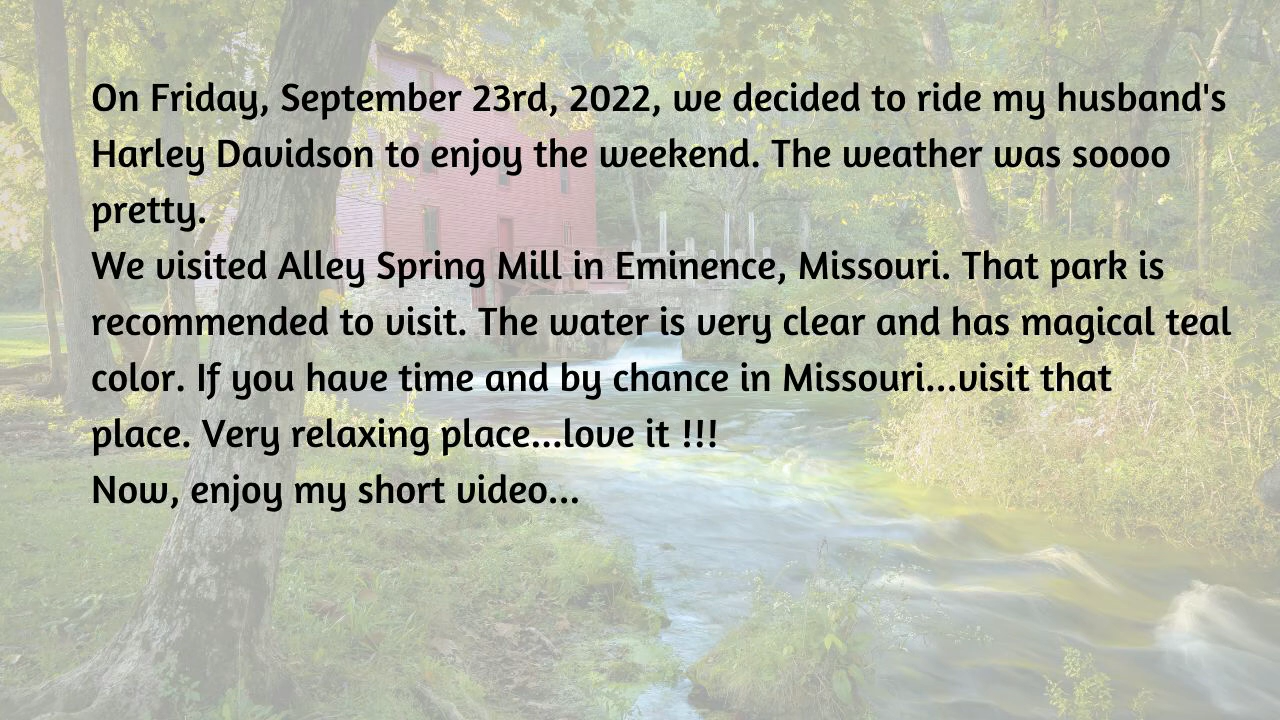 On Friday, September 23rd, 2022, we decided to ride my husband's
Harley Davidson to enjoy the weekend. The weather was soooo
pretty.
We visited Alley Spring Mill in Eminence, Missouri. That park is
recommended to visit. The water is very clear and has magical teal
color. If you have time and by chance in Missouri...visit that
place. Very relaxing place...love it !!!
Now, enjoy my short video...